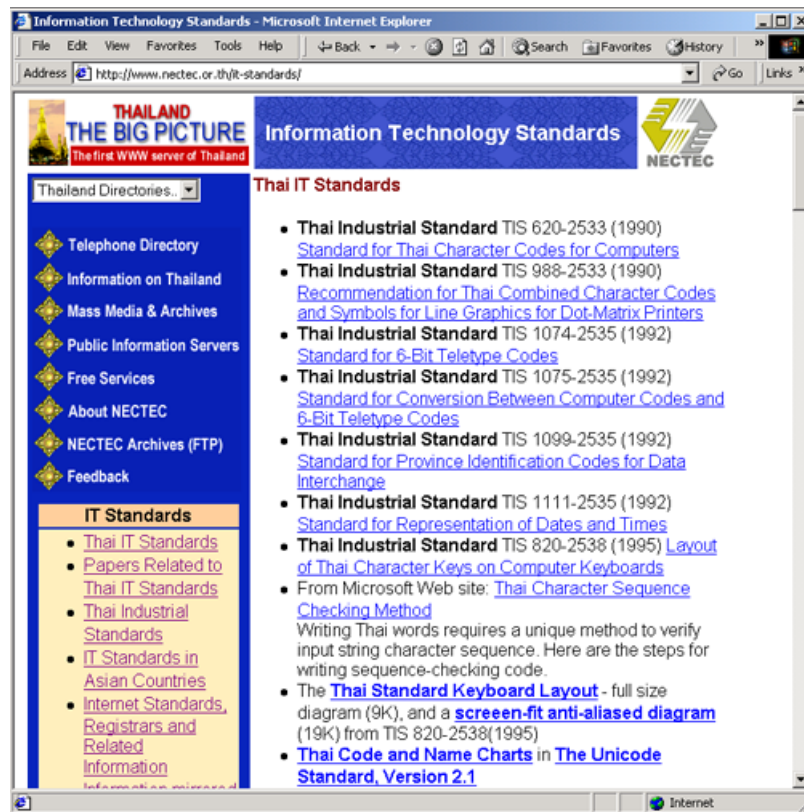 Information Technology Standards - Microsoft Internet Explorer
File Edit View Favorites Tools Help Back Search Favorites History »
Address http://www.nectec.or.th/it-standards/ Go Links »
THAILAND
THE BIG PICTURE
The first WWW server of Thailand
Information Technology Standards
NECTEC
Thailand Directories..
Telephone Directory
Information on Thailand
Mass Media & Archives
Public Information Servers
Free Services
About NECTEC
NECTEC Archives (FTP)
Feedback
IT Standards
• Thai IT Standards
• Papers Related to
Thai IT Standards
• Thai Industrial
Standards
• IT Standards in
Asian Countries
• Internet Standards,
Registrars and
Related
Information
Information mirrored
Thai IT Standards
• Thai Industrial Standard TIS 620-2533 (1990)
Standard for Thai Character Codes for Computers
• Thai Industrial Standard TIS 988-2533 (1990)
Recommendation for Thai Combined Character Codes
and Symbols for Line Graphics for Dot-Matrix Printers
• Thai Industrial Standard TIS 1074-2535 (1992)
Standard for 6-Bit Teletype Codes
• Thai Industrial Standard TIS 1075-2535 (1992)
Standard for Conversion Between Computer Codes and
6-Bit Teletype Codes
• Thai Industrial Standard TIS 1099-2535 (1992)
Standard for Province Identification Codes for Data
Interchange
• Thai Industrial Standard TIS 1111-2535 (1992)
Standard for Representation of Dates and Times
• Thai Industrial Standard TIS 820-2538 (1995) Layout
of Thai Character Keys on Computer Keyboards
• From Microsoft Web site: Thai Character Sequence
Checking Method
Writing Thai words requires a unique method to verify
input string character sequence. Here are the steps for
writing sequence-checking code.
• The Thai Standard Keyboard Layout - full size
diagram (9K), and a screeen-fit anti-aliased diagram
(19K) from TIS 820-2538(1995)
• Thai Code and Name Charts in The Unicode
Standard, Version 2.1
Internet